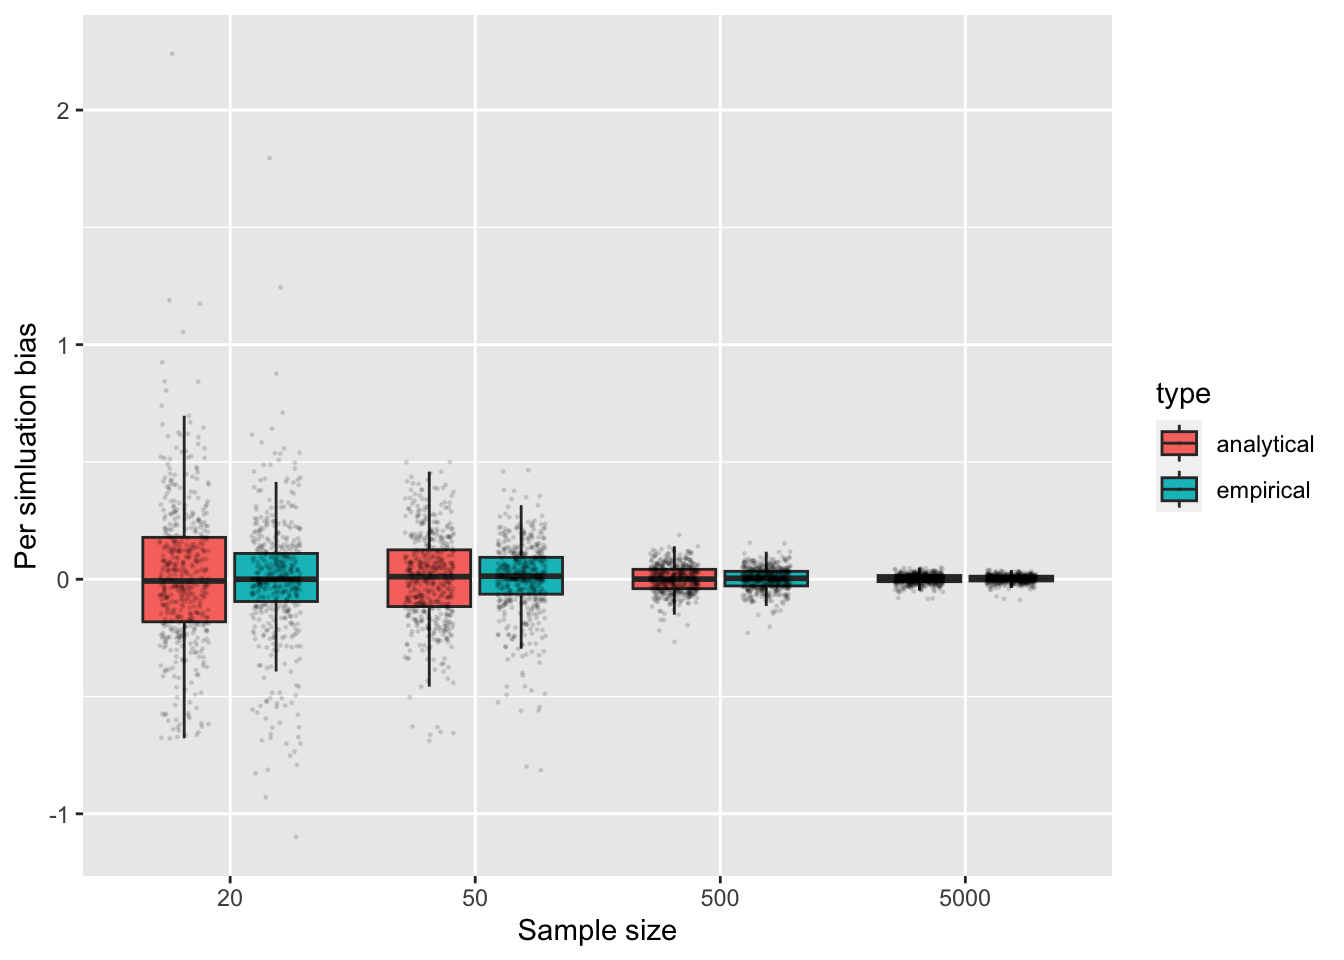 2
1
0
-1
Per simluation bias
20 50 500 5000
Sample size
type
analytical
empirical